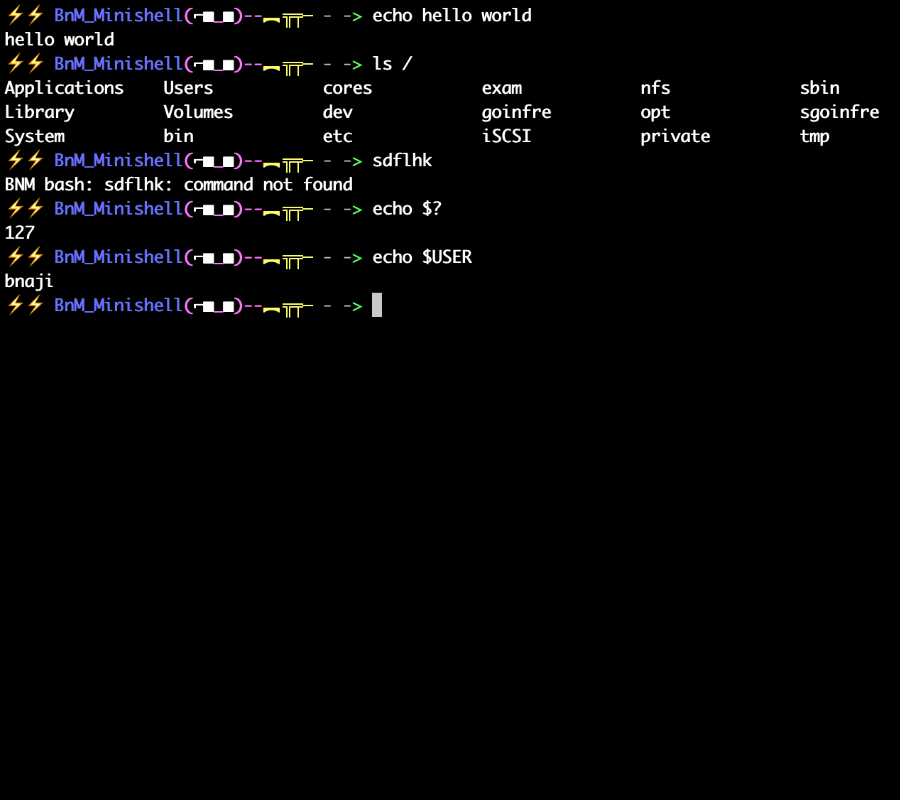 ⚡⚡ BnM_Minishell(⌐■_■)--︻╦╤─ - -> echo hello world
hello world
⚡⚡ BnM_Minishell(⌐■_■)--︻╦╤─ - -> ls /
Applications    Users           cores           exam            nfs             sbin
Library         Volumes         dev             goinfre         opt             sgoinfre
System          bin             etc             iSCSI           private         tmp
⚡⚡ BnM_Minishell(⌐■_■)--︻╦╤─ - -> sdflhk
BNM bash: sdflhk: command not found
⚡⚡ BnM_Minishell(⌐■_■)--︻╦╤─ - -> echo $?
127
⚡⚡ BnM_Minishell(⌐■_■)--︻╦╤─ - -> echo $USER
bnaji
⚡⚡ BnM_Minishell(⌐■_■)--︻╦╤─ - ->